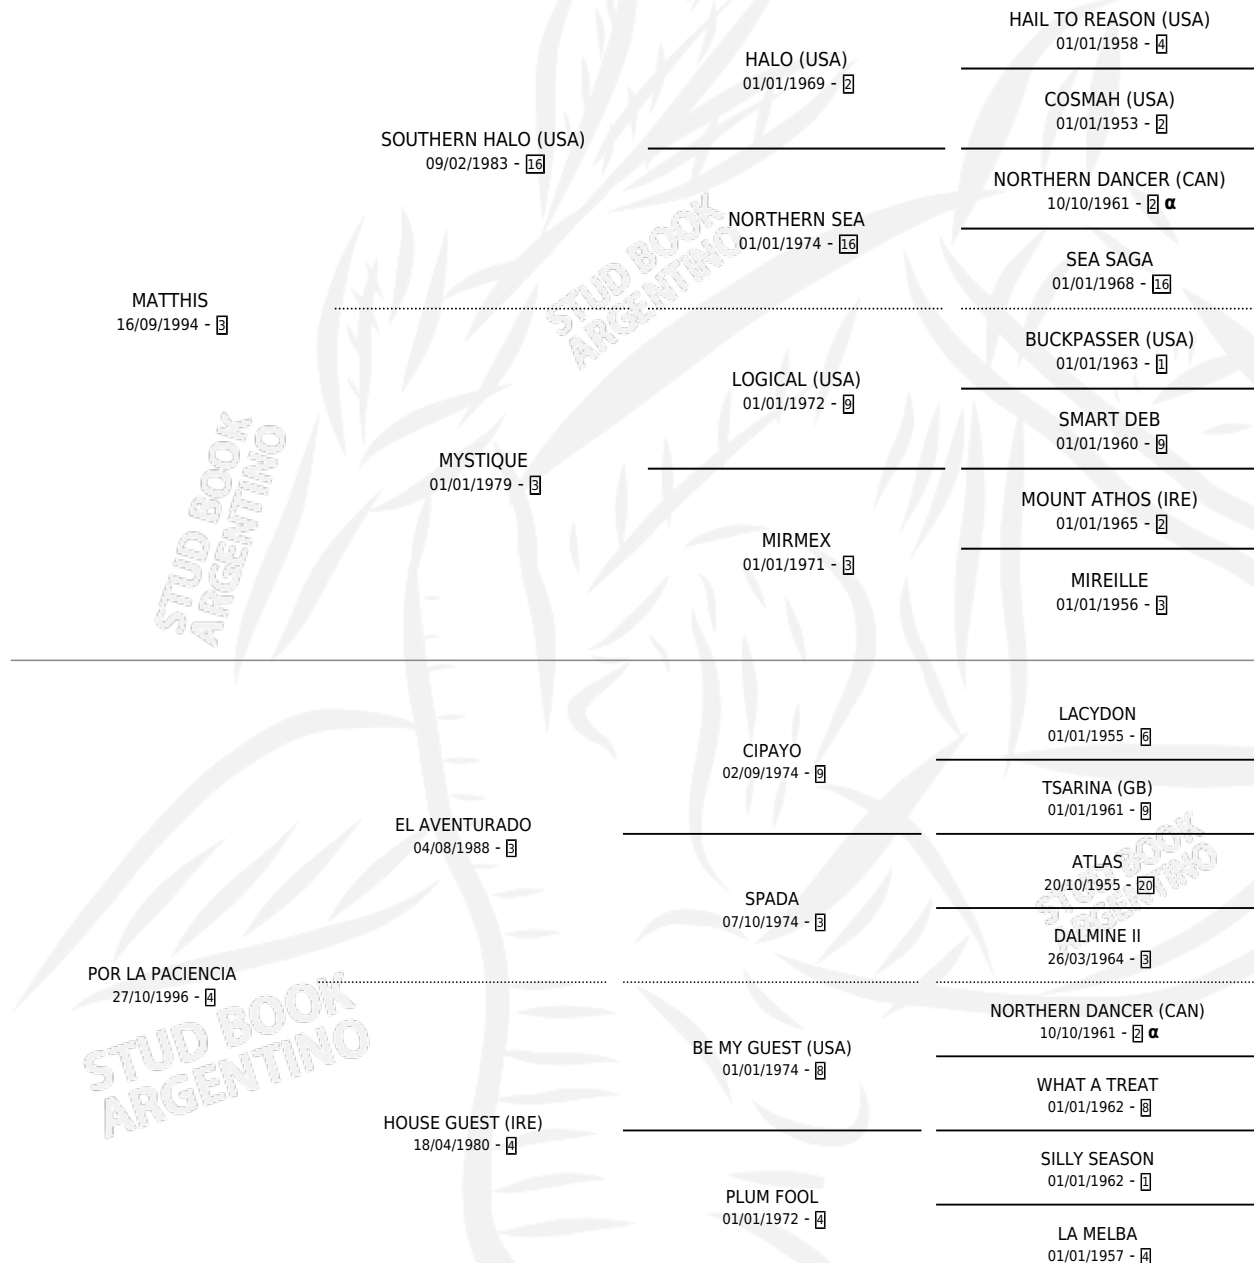 HAIL TO REASON (USA)
01/01/1958 - 4
HALO (USA)
01/01/1969 - 2
COSMAH (USA)
01/01/1953 - 2
SOUTHERN HALO (USA)
09/02/1983 - 16
NORTHERN DANCER (CAN)
10/10/1961 - 2 α
NORTHERN SEA
01/01/1974 - 16
SEA SAGA
01/01/1968 - 16
MATTHIS
16/09/1994 - 3
BUCKPASSER (USA)
01/01/1963 - 1
LOGICAL (USA)
01/01/1972 - 9
SMART DEB
01/01/1960 - 9
MYSTIQUE
01/01/1979 - 3
MOUNT ATHOS (IRE)
01/01/1965 - 2
MIRMEX
01/01/1971 - 3
MIREILLE
01/01/1956 - 3
STUD BOOK
ARGENTINO
STUD BOOK
ARGENTINO
LACYDON
01/01/1955 - 6
CIPAYO
02/09/1974 - 9
TSARINA (GB)
01/01/1961 - 9
EL AVENTURADO
04/08/1988 - 3
ATLAS
20/10/1955 - 20
SPADA
07/10/1974 - 3
DALMINE II
26/03/1964 - 3
POR LA PACIENCIA
27/10/1996 - 4
NORTHERN DANCER (CAN)
10/10/1961 - 2 α
BE MY GUEST (USA)
01/01/1974 - 8
WHAT A TREAT
01/01/1962 - 8
HOUSE GUEST (IRE)
18/04/1980 - 4
SILLY SEASON
01/01/1962 - 1
PLUM FOOL
01/01/1972 - 4
LA MELBA
01/01/1957 - 4
STUD BOOK
ARGENTINO
STUD BOOK
ARGENTINO